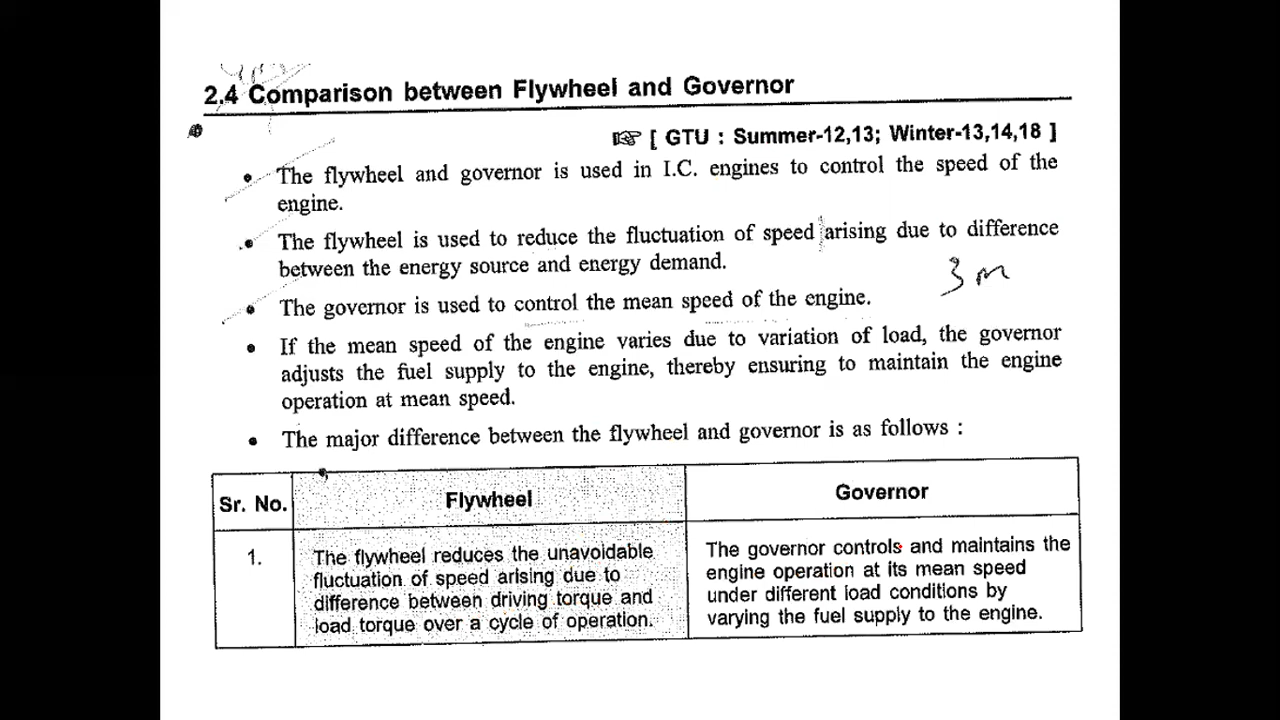 2.4 Comparison between Flywheel and Governor
[ GTU : Summer-12,13; Winter-13,14,18 ]
• The flywheel and governor is used in I.C. engines to control the speed of the
engine.
• The flywheel is used to reduce the fluctuation of speed arising due to difference
between the energy source and energy demand.
3 m
• The governor is used to control the mean speed of the engine.
• If the mean speed of the engine varies due to variation of load, the governor
adjusts the fuel supply to the engine, thereby ensuring to maintain the engine
operation at mean speed.
• The major difference between the flywheel and governor is as follows :
Sr. No. Flywheel Governor
1. The flywheel reduces the unavoidable
fluctuation of speed arising due to
difference between driving torque and
load torque over a cycle of operation.
The governor controls and maintains the
engine operation at its mean speed
under different load conditions by
varying the fuel supply to the engine.